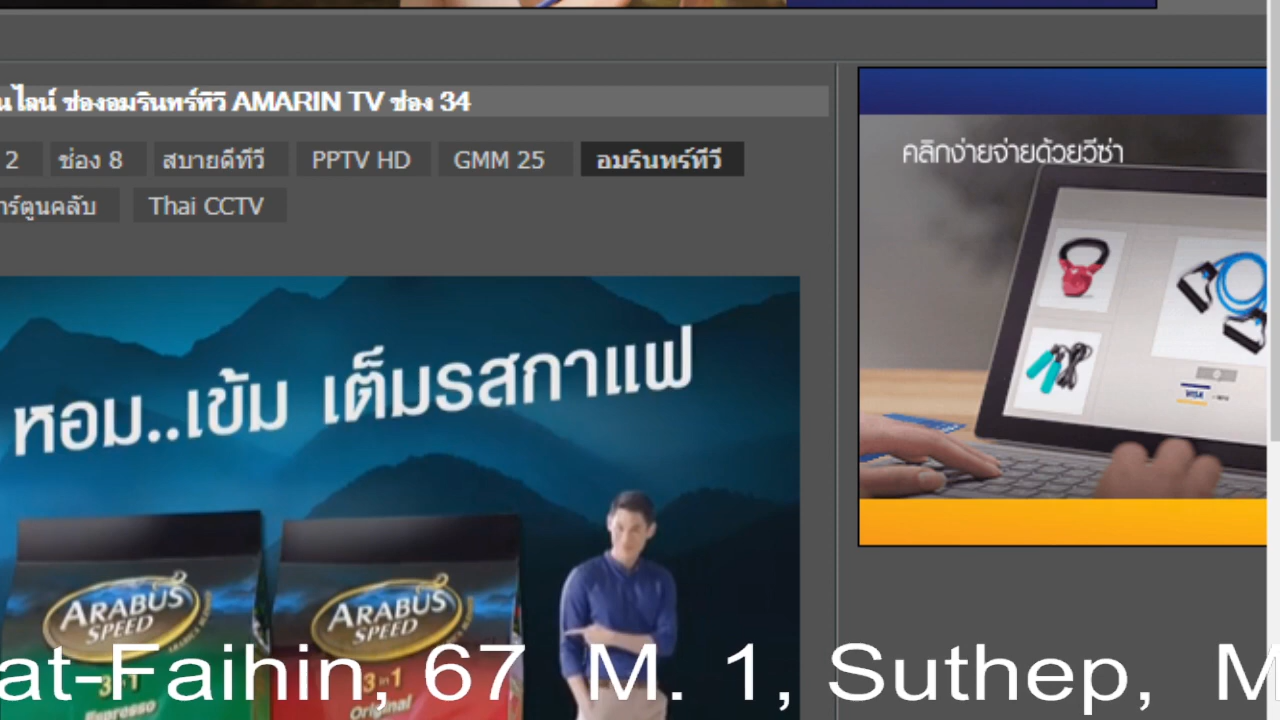 นไลน์ ช่องอมรินทร์ทีวี AMARIN TV ช่อง 34
2 ช่อง 8 สบายดีทีวี PPTV HD GMM 25 อมรินทร์ทีวี
าร์ตูนคลับ Thai CCTV
คลิกง่ายจ่ายด้วยวีซ่า
VISA
หอม..เข้ม เต็มรสกาแฟ
ARABUS SPEED
3in1 Espresso
ARABUS SPEED
3in1 Original
at-Faihin, 67 M. 1, Suthep, M